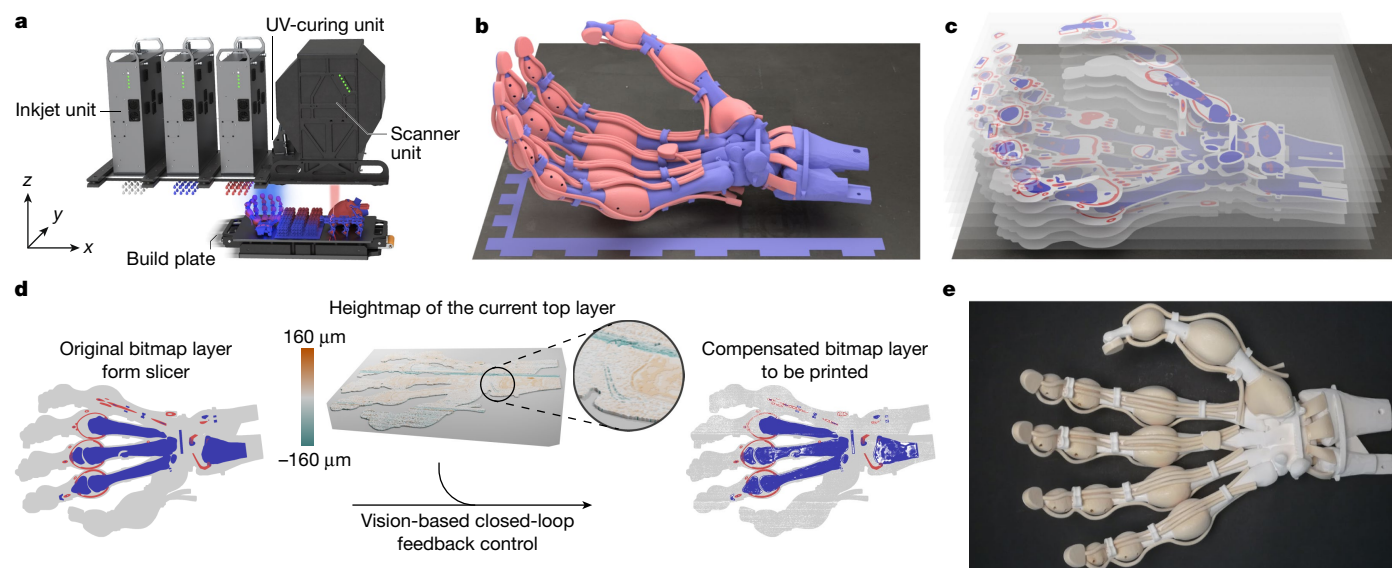 a
UV-curing unit
Inkjet unit
Scanner
unit
z
y
x
Build plate
b
c
d
Heightmap of the current top layer
Original bitmap layer
form slicer
160 μm
−160 μm
Compensated bitmap layer
to be printed
Vision-based closed-loop
feedback control
e